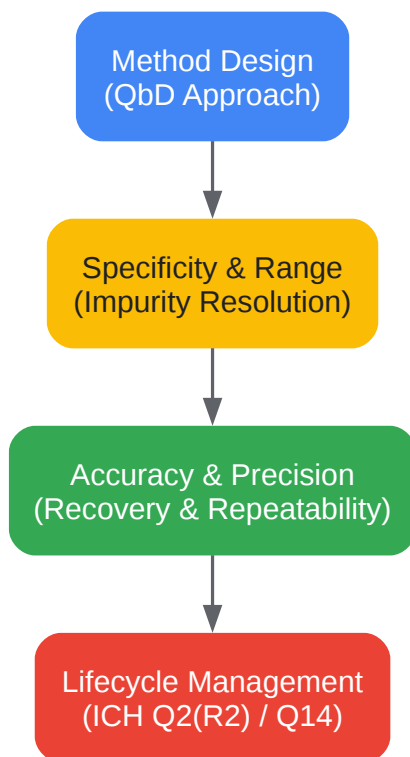 Method Design
(QbD Approach)
Specificity & Range
(Impurity Resolution)
Accuracy & Precision
(Recovery & Repeatability)
Lifecycle Management
(ICH Q2(R2) / Q14)